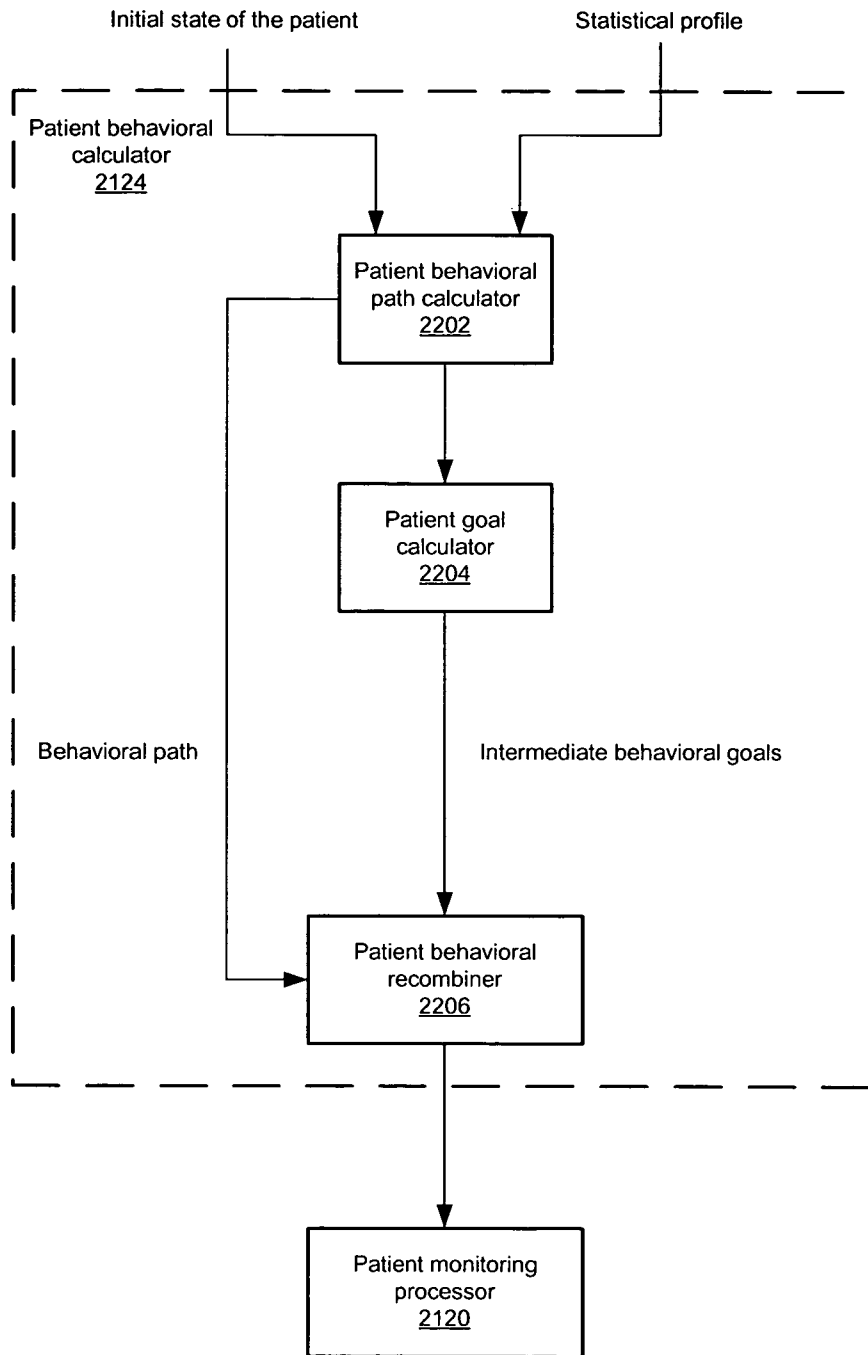 Initial state of the patient
Statistical profile
Patient behavioral
calculator
2124
Patient behavioral
path calculator
2202
Patient goal
calculator
2204
Behavioral path
Intermediate behavioral goals
Patient behavioral
recombiner
2206
Patient monitoring
processor
2120